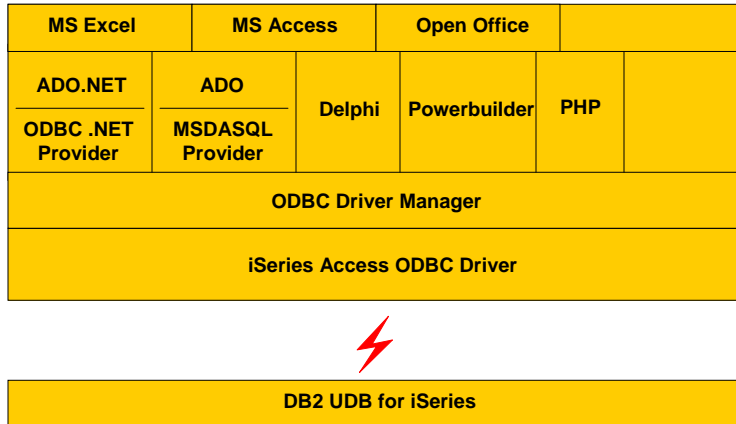 MS Excel
MS Access
Open Office
ADO.NET
ODBC .NET
Provider
ADO
MSDASQL
Provider
Delphi
Powerbuilder
PHP
ODBC Driver Manager
iSeries Access ODBC Driver
DB2 UDB for iSeries